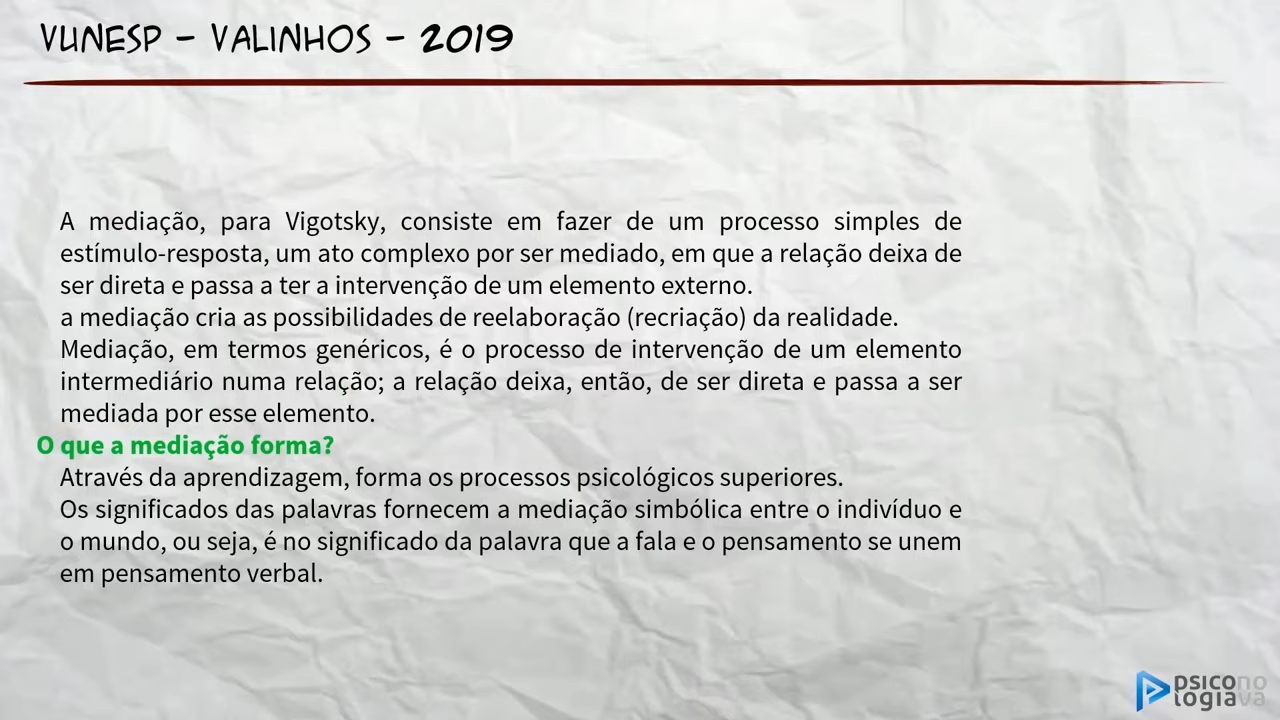 VUNESP - VALINHOS - 2019
A mediação, para Vigotsky, consiste em fazer de um processo simples de
estímulo-resposta, um ato complexo por ser mediado, em que a relação deixa de
ser direta e passa a ter a intervenção de um elemento externo.
a mediação cria as possibilidades de reelaboração (recriação) da realidade.
Mediação, em termos genéricos, é o processo de intervenção de um elemento
intermediário numa relação; a relação deixa, então, de ser direta e passa a ser
mediada por esse elemento.
O que a mediação forma?
Através da aprendizagem, forma os processos psicológicos superiores.
Os significados das palavras fornecem a mediação simbólica entre o indivíduo e
o mundo, ou seja, é no significado da palavra que a fala e o pensamento se unem
em pensamento verbal.
psicono
logiava